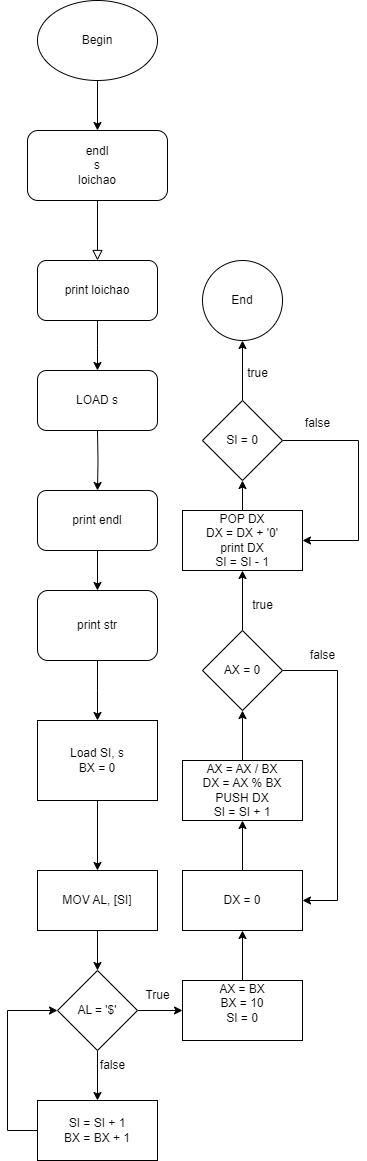 Begin
endl
s
loichao
print loichao
LOAD s
print endl
print str
Load SI, s
BX = 0
MOV AL, [SI]
AL = '$'
True
false
SI = SI + 1
BX = BX + 1
AX = BX
BX = 10
SI = 0
DX = 0
AX = AX / BX
DX = AX % BX
PUSH DX
SI = SI + 1
AX = 0
false
true
POP DX
DX = DX + '0'
print DX
SI = SI - 1
SI = 0
false
true
End